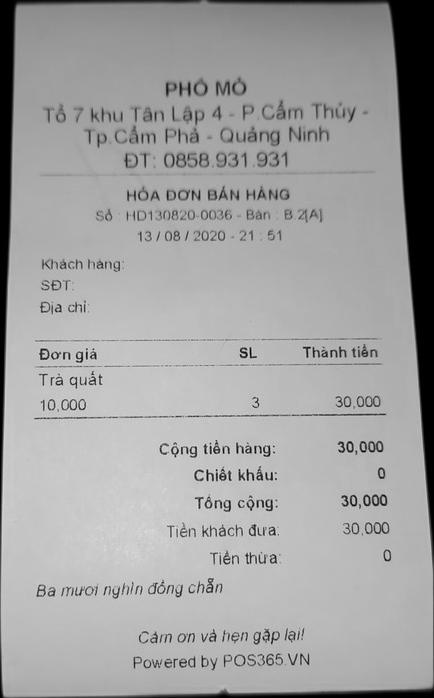 PHỐ MỎ
Tổ 7 khu Tân Lập 4 - P.Cẩm Thủy -
Tp.Cẩm Phả - Quảng Ninh
ĐT: 0858.931.931
HÓA ĐƠN BÁN HÀNG
Số : HD130820-0036 - Bàn : B.2[A]
13 / 08 / 2020 - 21 : 51
Khách hàng:
SĐT:
Địa chỉ:
Đơn giá SL Thành tiền
Trà quất
10,000 3 30,000
Cộng tiền hàng: 30,000
Chiết khấu: 0
Tổng cộng: 30,000
Tiền khách đưa: 30,000
Tiền thừa: 0
Ba mươi nghìn đồng chẵn
Cảm ơn và hẹn gặp lại!
Powered by POS365.VN